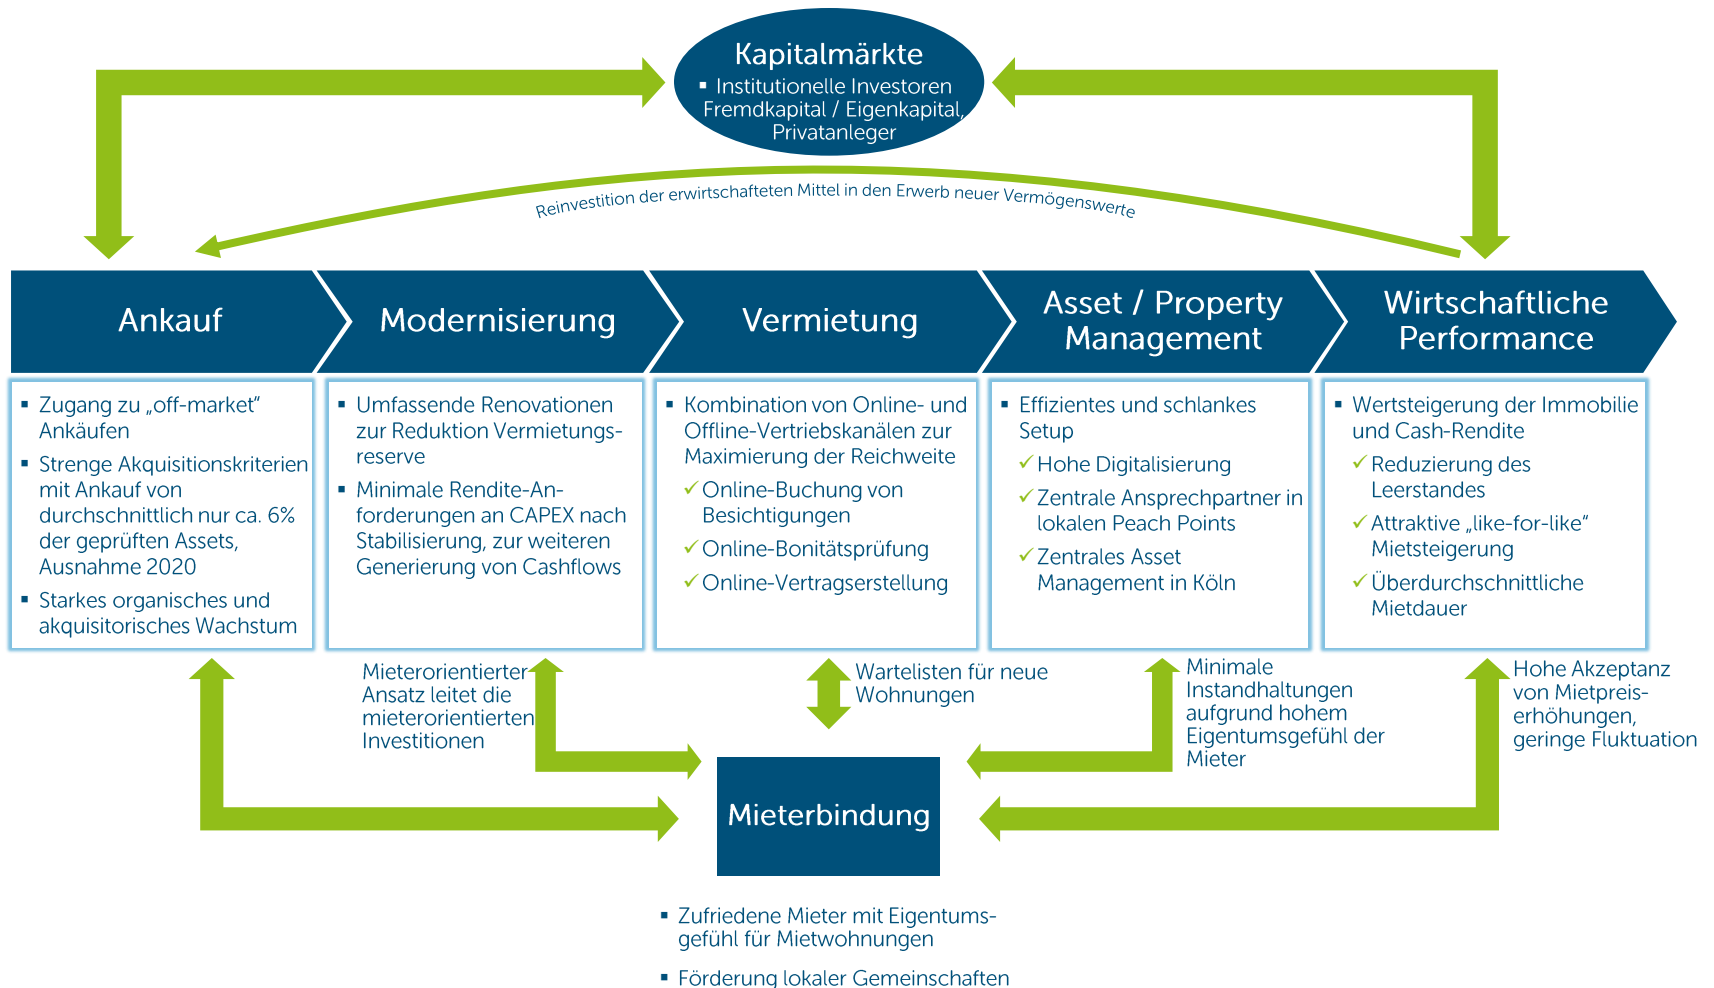 Kapitalmärkte
▪ Institutionelle Investoren
Fremdkapital / Eigenkapital,
Privatanleger
Reinvestition der erwirtschafteten Mittel in den Erwerb neuer Vermögenswerte
Ankauf
Modernisierung
Vermietung
Asset / Property
Management
Wirtschaftliche
Performance
▪ Zugang zu „off-market“
Ankäufen
▪ Strenge Akquisitionskriterien
mit Ankauf von
durchschnittlich nur ca. 6%
der geprüften Assets,
Ausnahme 2020
▪ Starkes organisches und
akquisitorisches Wachstum
▪ Umfassende Renovationen
zur Reduktion Vermietungs-
reserve
▪ Minimale Rendite-An-
forderungen an CAPEX nach
Stabilisierung, zur weiteren
Generierung von Cashflows
▪ Kombination von Online- und
Offline-Vertriebskanälen zur
Maximierung der Reichweite
✓ Online-Buchung von
Besichtigungen
✓ Online-Bonitätsprüfung
✓ Online-Vertragserstellung
▪ Effizientes und schlankes
Setup
✓ Hohe Digitalisierung
✓ Zentrale Ansprechpartner in
lokalen Peach Points
✓ Zentrales Asset
Management in Köln
▪ Wertsteigerung der Immobilie
und Cash-Rendite
✓ Reduzierung des
Leerstandes
✓ Attraktive „like-for-like“
Mietsteigerung
✓ Überdurchschnittliche
Mietdauer
Mieterorientierter
Ansatz leitet die
mieterorientierten
Investitionen
Wartelisten für neue
Wohnungen
Minimale
Instandhaltungen
aufgrund hohem
Eigentumsgefühl der
Mieter
Hohe Akzeptanz
von Mietpreis-
erhöhungen,
geringe Fluktuation
Mieterbindung
▪ Zufriedene Mieter mit Eigentums-
gefühl für Mietwohnungen
▪ Förderung lokaler Gemeinschaften